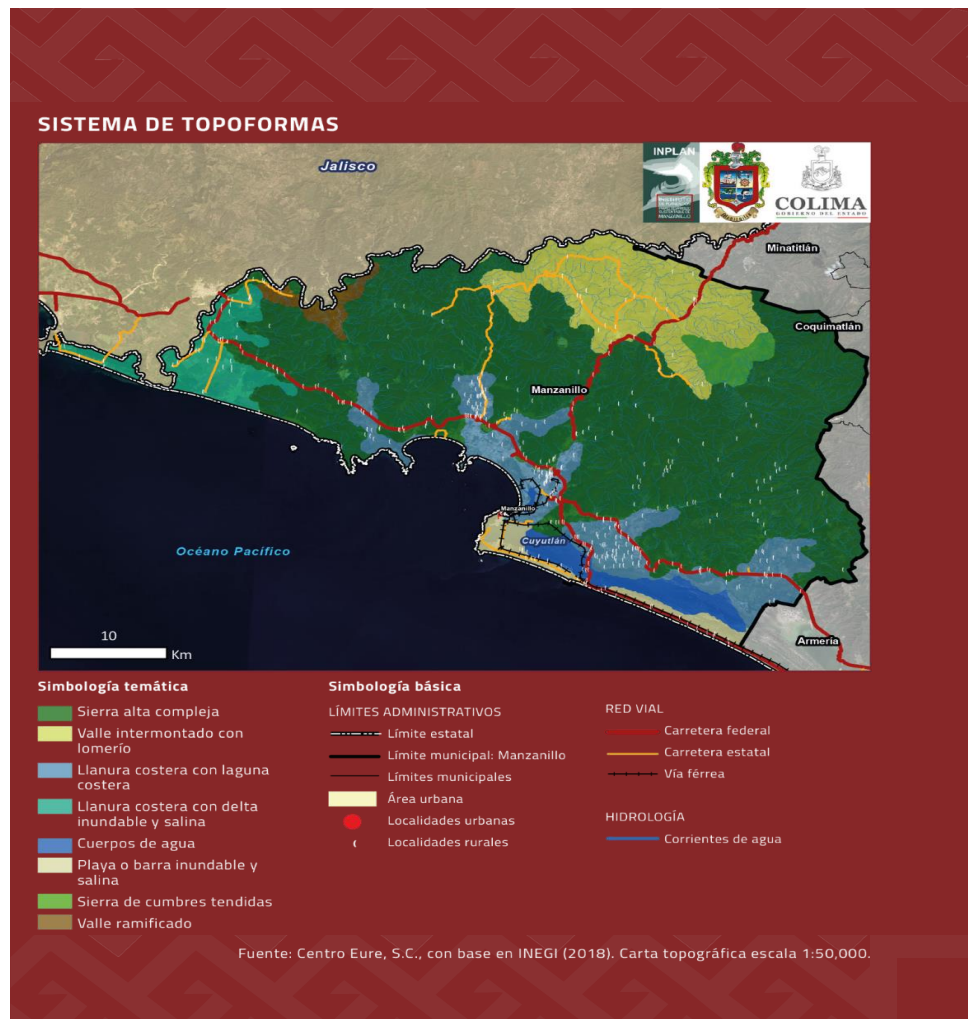 SISTEMA DE TOPOFORMAS
Jalisco
INPLAN
COLIMA
GOBIERNO DEL ESTADO
Minatitlán
Coquimatlán
Manzanillo
Manzanillo
Cuyutlán
Océano Pacífico
Armería
10
Km
Simbología temática
Sierra alta compleja
Valle intermontado con
lomerío
Llanura costera con laguna
costera
Llanura costera con delta
inundable y salina
Cuerpos de agua
Playa o barra inundable y
salina
Sierra de cumbres tendidas
Valle ramificado
Simbología básica
LÍMITES ADMINISTRATIVOS
Límite estatal
Límite municipal: Manzanillo
Límites municipales
Área urbana
Localidades urbanas
Localidades rurales
RED VIAL
Carretera federal
Carretera estatal
Vía férrea
HIDROLOGÍA
Corrientes de agua
Fuente: Centro Eure, S.C., con base en INEGI (2018). Carta topográfica escala 1:50,000.